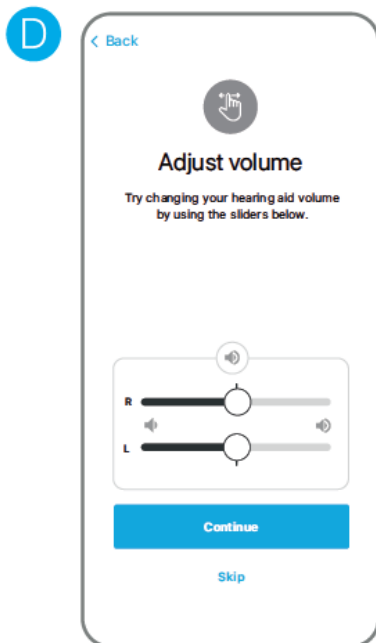 D
Back
Adjust volume
Try changing your hearing aid volume
by using the sliders below.
R
L
Continue
Skip